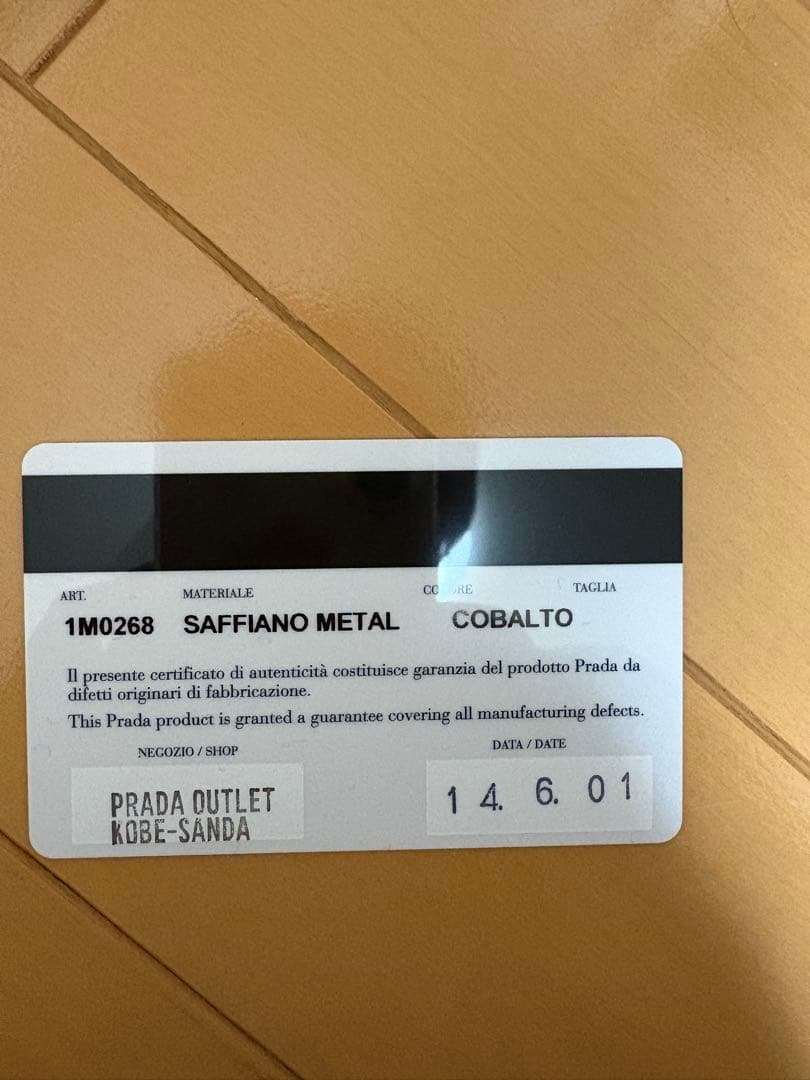 ART. MATERIALE COLORE TAGLIA
1M0268 SAFFIANO METAL COBALTO
Il presente certificato di autenticità costituisce garanzia del prodotto Prada da
difetti originari di fabbricazione.
This Prada product is granted a guarantee covering all manufacturing defects.
NEGOZIO / SHOP
DATA / DATE
PRADA OUTLET
KOBE-SANDA
14. 6. 01